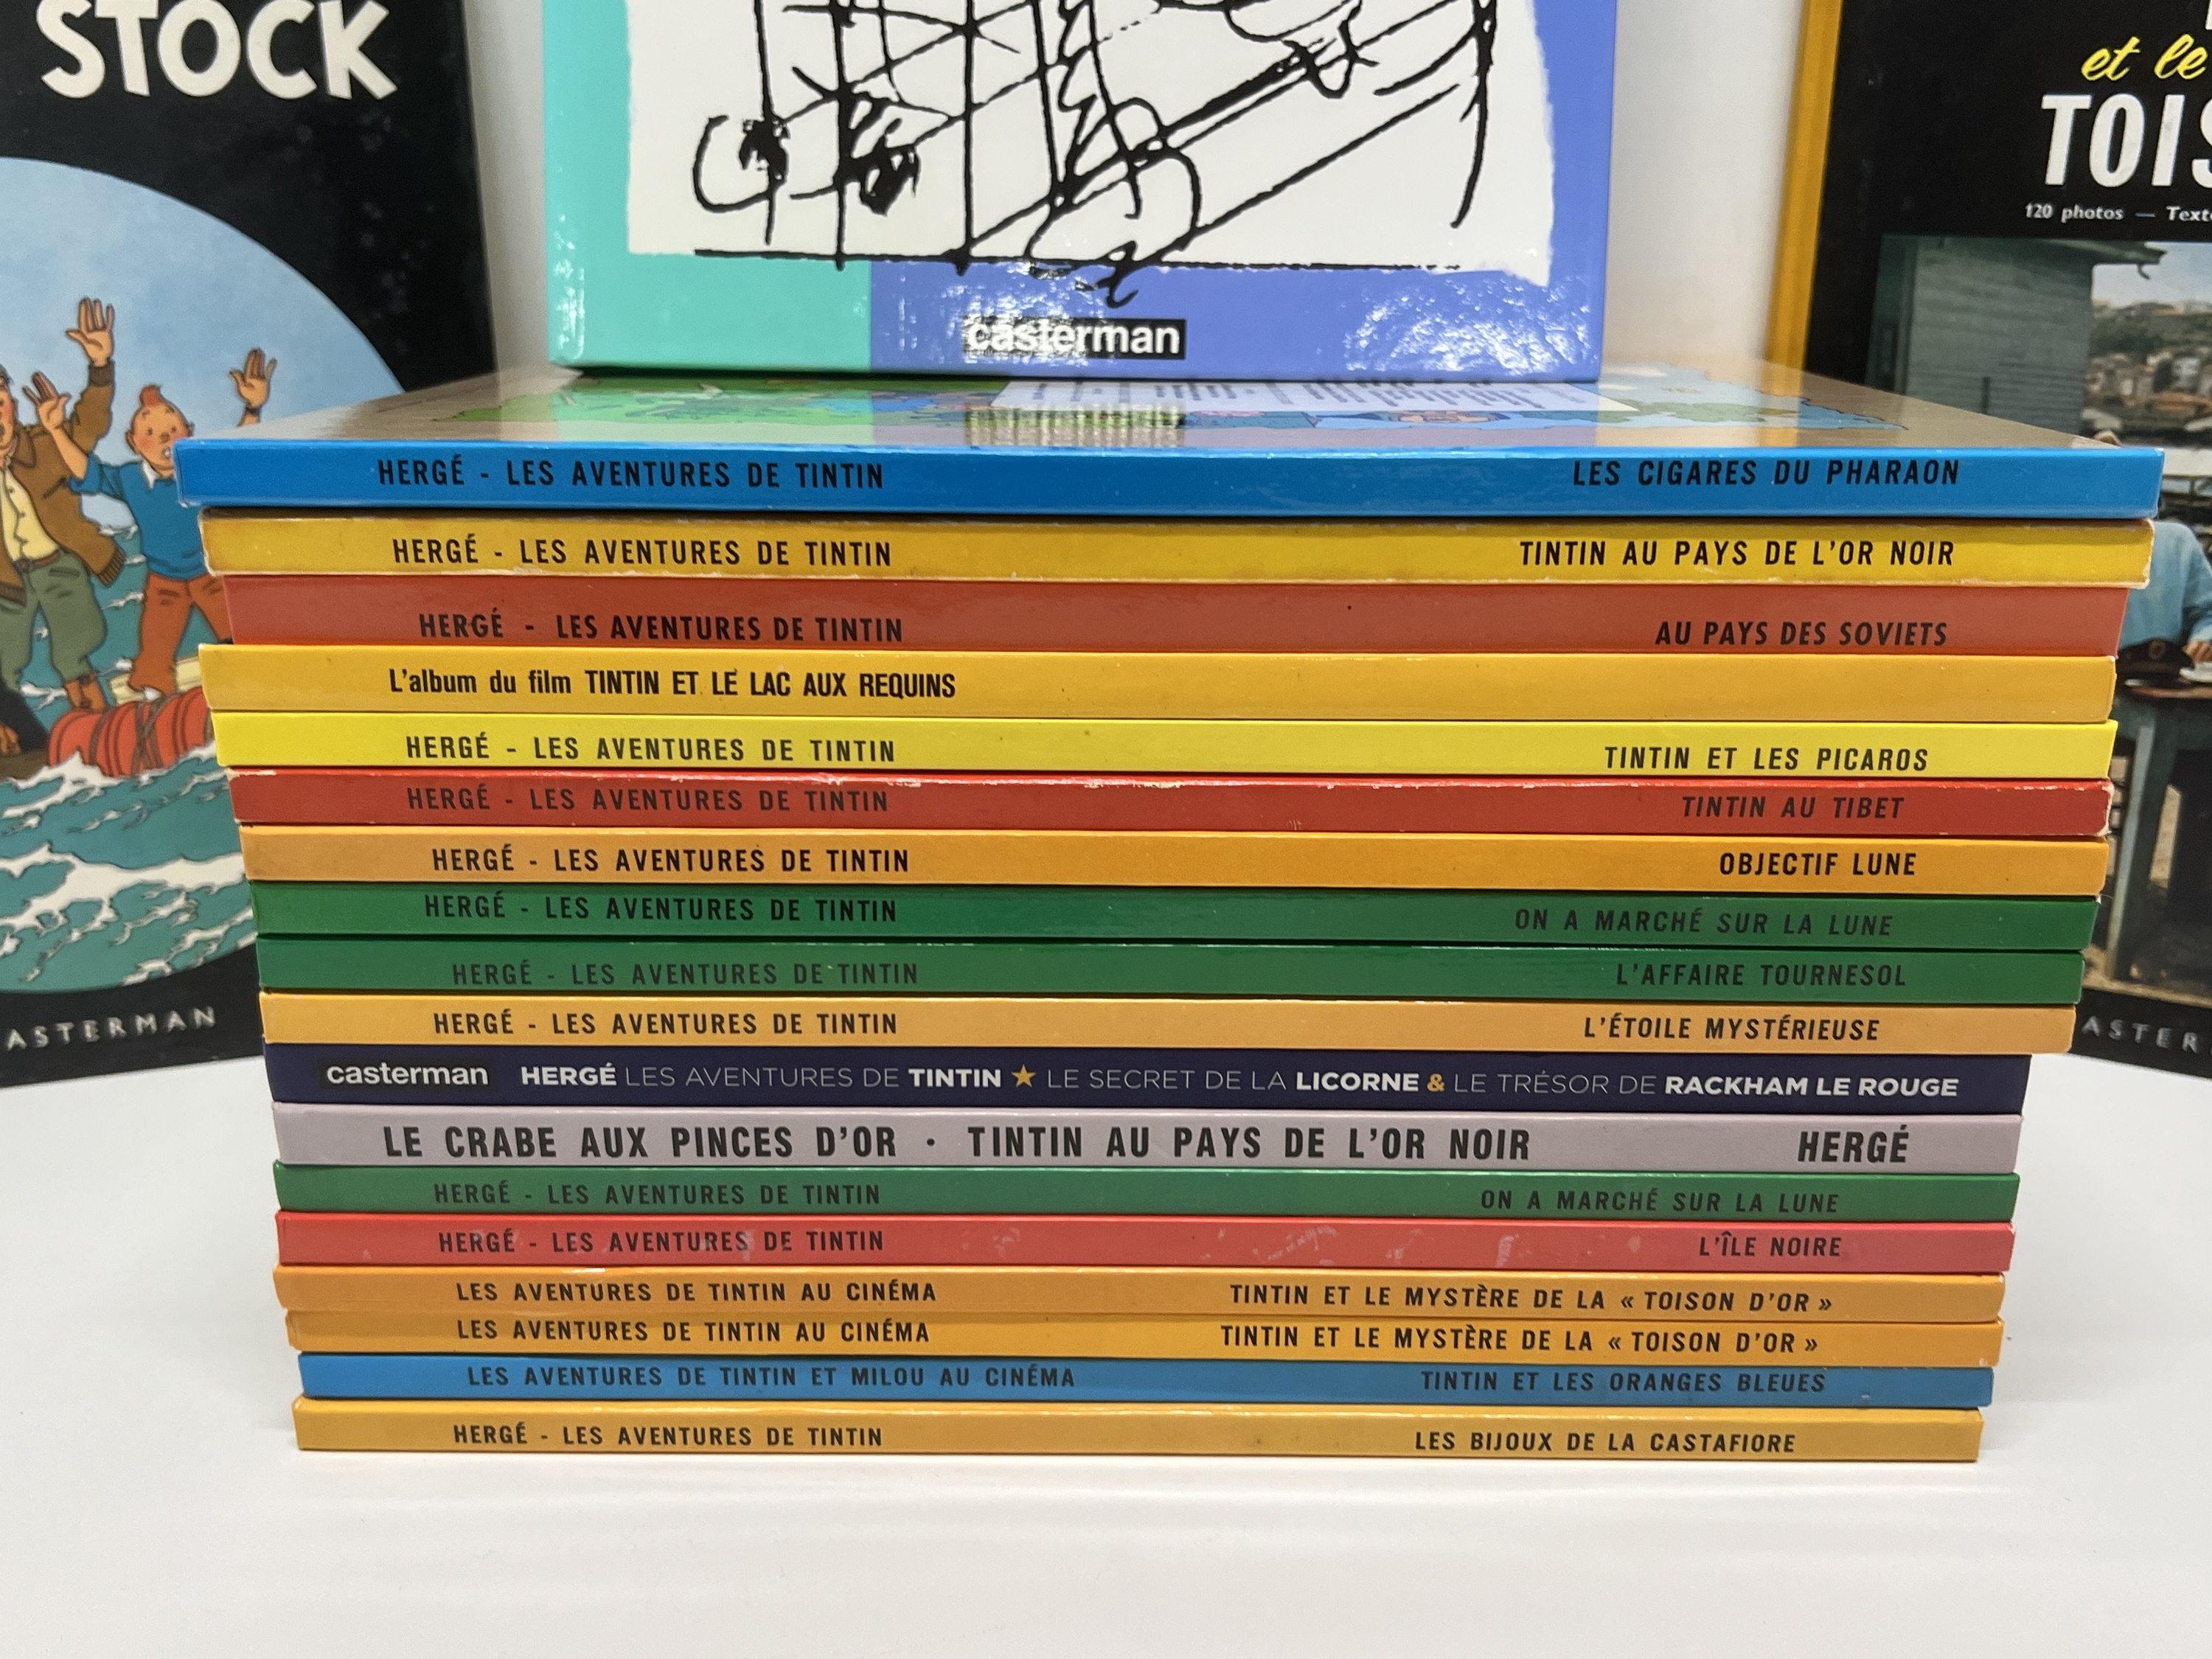 STOCK
et le
TOIS
120 photos — Text
casterman
HERGÉ - LES AVENTURES DE TINTIN LES CIGARES DU PHARAON
HERGÉ - LES AVENTURES DE TINTIN TINTIN AU PAYS DE L'OR NOIR
HERGÉ - LES AVENTURES DE TINTIN AU PAYS DES SOVIETS
L'album du film TINTIN ET LE LAC AUX REQUINS
HERGÉ - LES AVENTURES DE TINTIN TINTIN ET LES PICAROS
HERGÉ - LES AVENTURES DE TINTIN TINTIN AU TIBET
HERGÉ - LES AVENTURES DE TINTIN OBJECTIF LUNE
HERGÉ - LES AVENTURES DE TINTIN ON A MARCHÉ SUR LA LUNE
HERGÉ - LES AVENTURES DE TINTIN L'AFFAIRE TOURNESOL
HERGÉ - LES AVENTURES DE TINTIN L'ÉTOILE MYSTÉRIEUSE
ASTERMAN
ASTER
casterman HERGÉ LES AVENTURES DE TINTIN ★ LE SECRET DE LA LICORNE & LE TRÉSOR DE RACKHAM LE ROUGE
LE CRABE AUX PINCES D'OR · TINTIN AU PAYS DE L'OR NOIR HERGÉ
HERGÉ - LES AVENTURES DE TINTIN ON A MARCHÉ SUR LA LUNE
HERGÉ - LES AVENTURES DE TINTIN L'ÎLE NOIRE
LES AVENTURES DE TINTIN AU CINÉMA TINTIN ET LE MYSTÈRE DE LA « TOISON D'OR »
LES AVENTURES DE TINTIN AU CINÉMA TINTIN ET LE MYSTÈRE DE LA « TOISON D'OR »
LES AVENTURES DE TINTIN ET MILOU AU CINÉMA TINTIN ET LES ORANGES BLEUES
HERGÉ - LES AVENTURES DE TINTIN LES BIJOUX DE LA CASTAFIORE